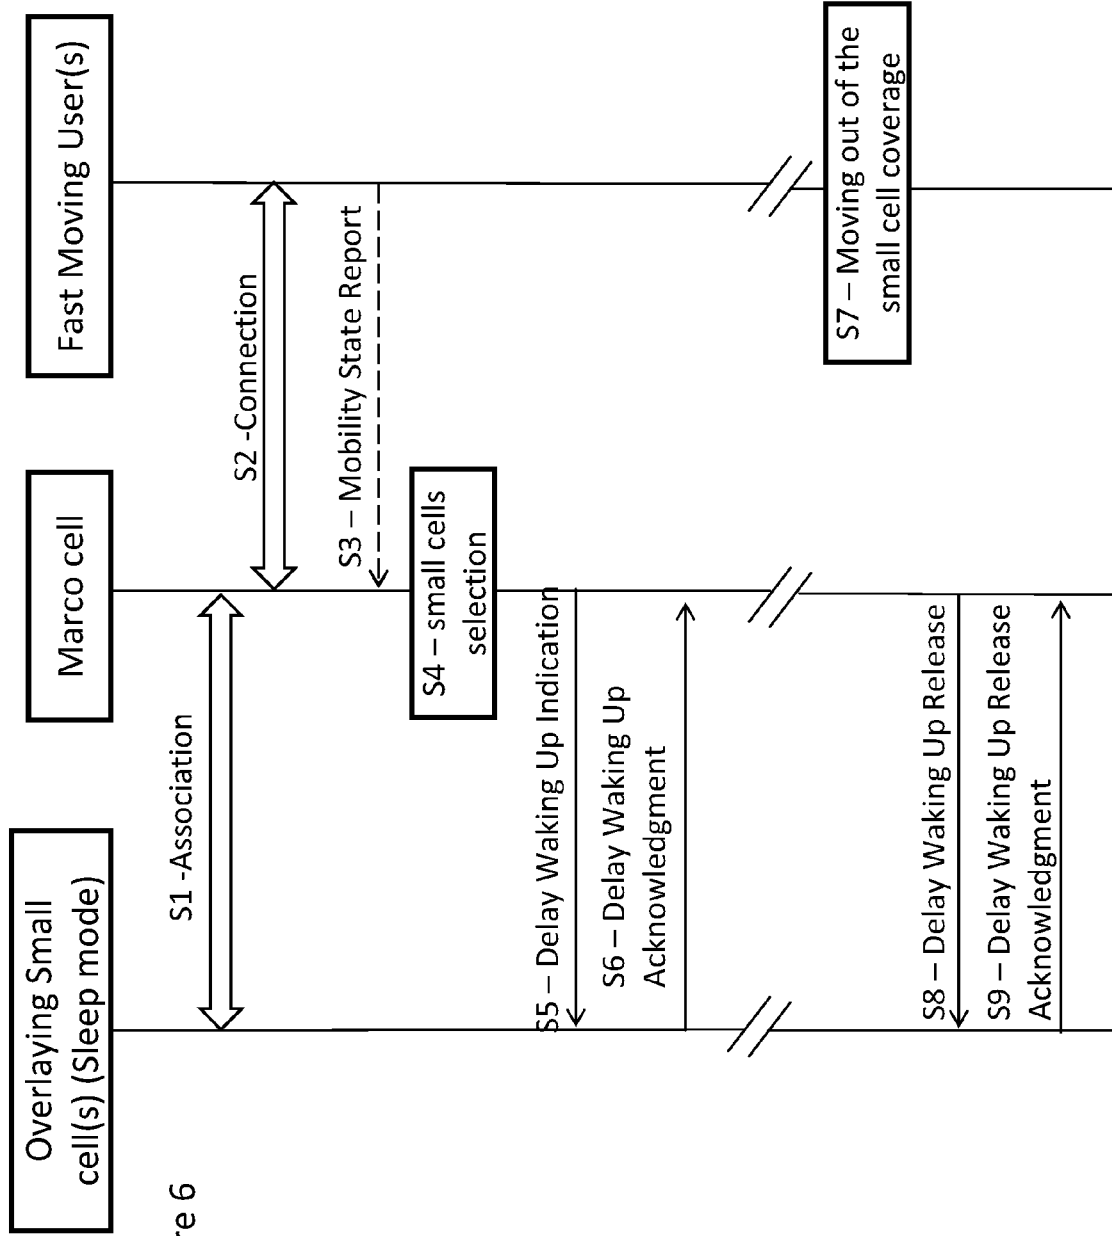 Overlaying Small
cell(s) (Sleep mode)
Marco cell
Fast Moving User(s)
S1 -Association
S2 -Connection
S3 – Mobility State Report
S4 – small cells
selection
S5 – Delay Waking Up Indication
S6 – Delay Waking Up
Acknowledgment
S7 – Moving out of the
small cell coverage
S8 – Delay Waking Up Release
S9 – Delay Waking Up Release
Acknowledgment
re 6